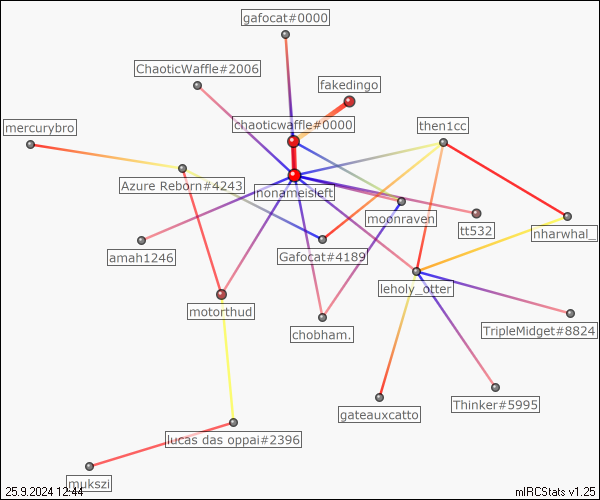 gafocat#0000
ChaoticWaffle#2006
fakedingo
chaoticwaffle#0000
mercurybro
then1cc
Azure Reborn#4243
nonameisleft
moonraven
tt532
nharwhal_
amah1246
Gafocat#4189
leholy_otter
motorthud
chobham.
TripleMidget#8824
gateauxcatto
Thinker#5995
lucas das oppai#2396
mukszi
25.9.2024 12:44
mIRCStats v1.25